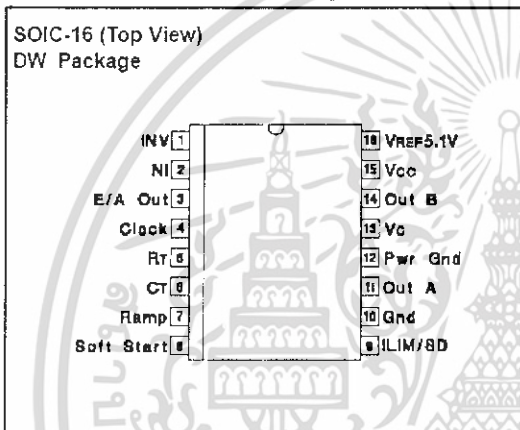 SOIC-16 (Top View)
DW Package
INV 1
NI 2
E/A Out 3
Clock 4
RT 5
CT 6
Ramp 7
Soft Start 8
16 VREF5.1V
15 Vcc
14 Out B
13 Vc
12 Pwr Gnd
11 Out A
10 Gnd
9 ILIM/SD